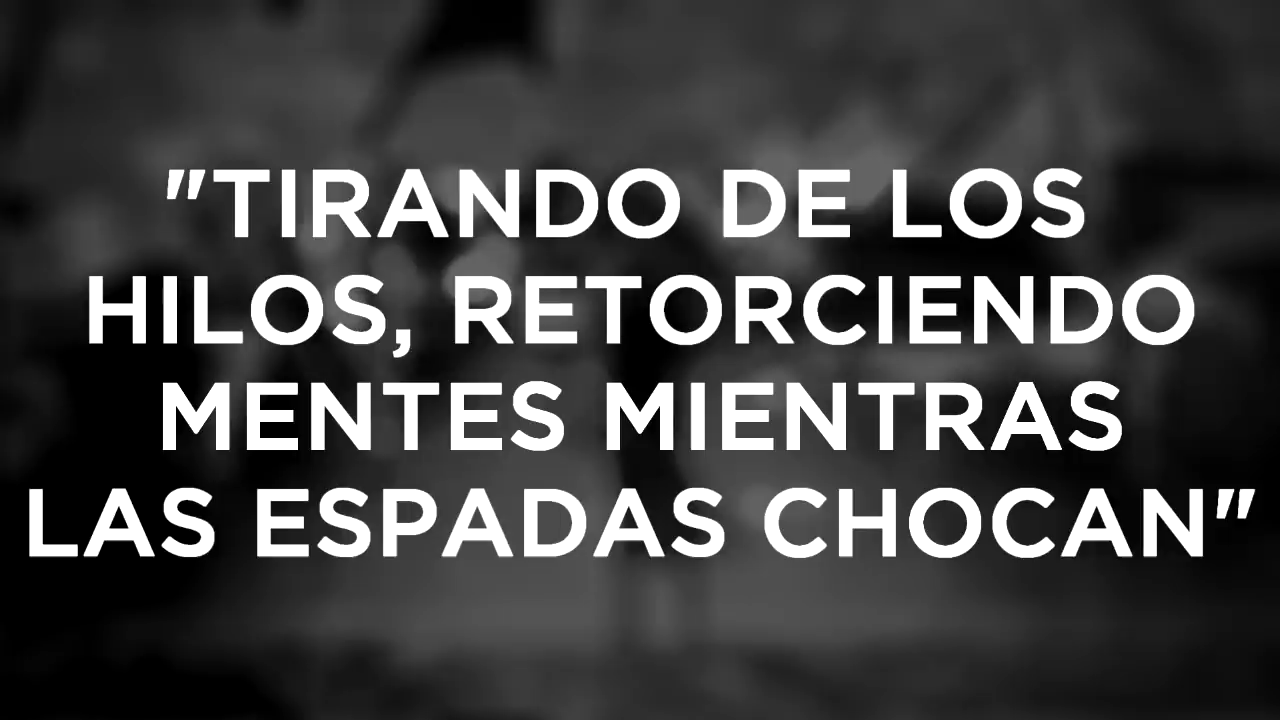 "TIRANDO DE LOS
HILOS, RETORCIENDO
MENTES MIENTRAS
LAS ESPADAS CHOCAN"